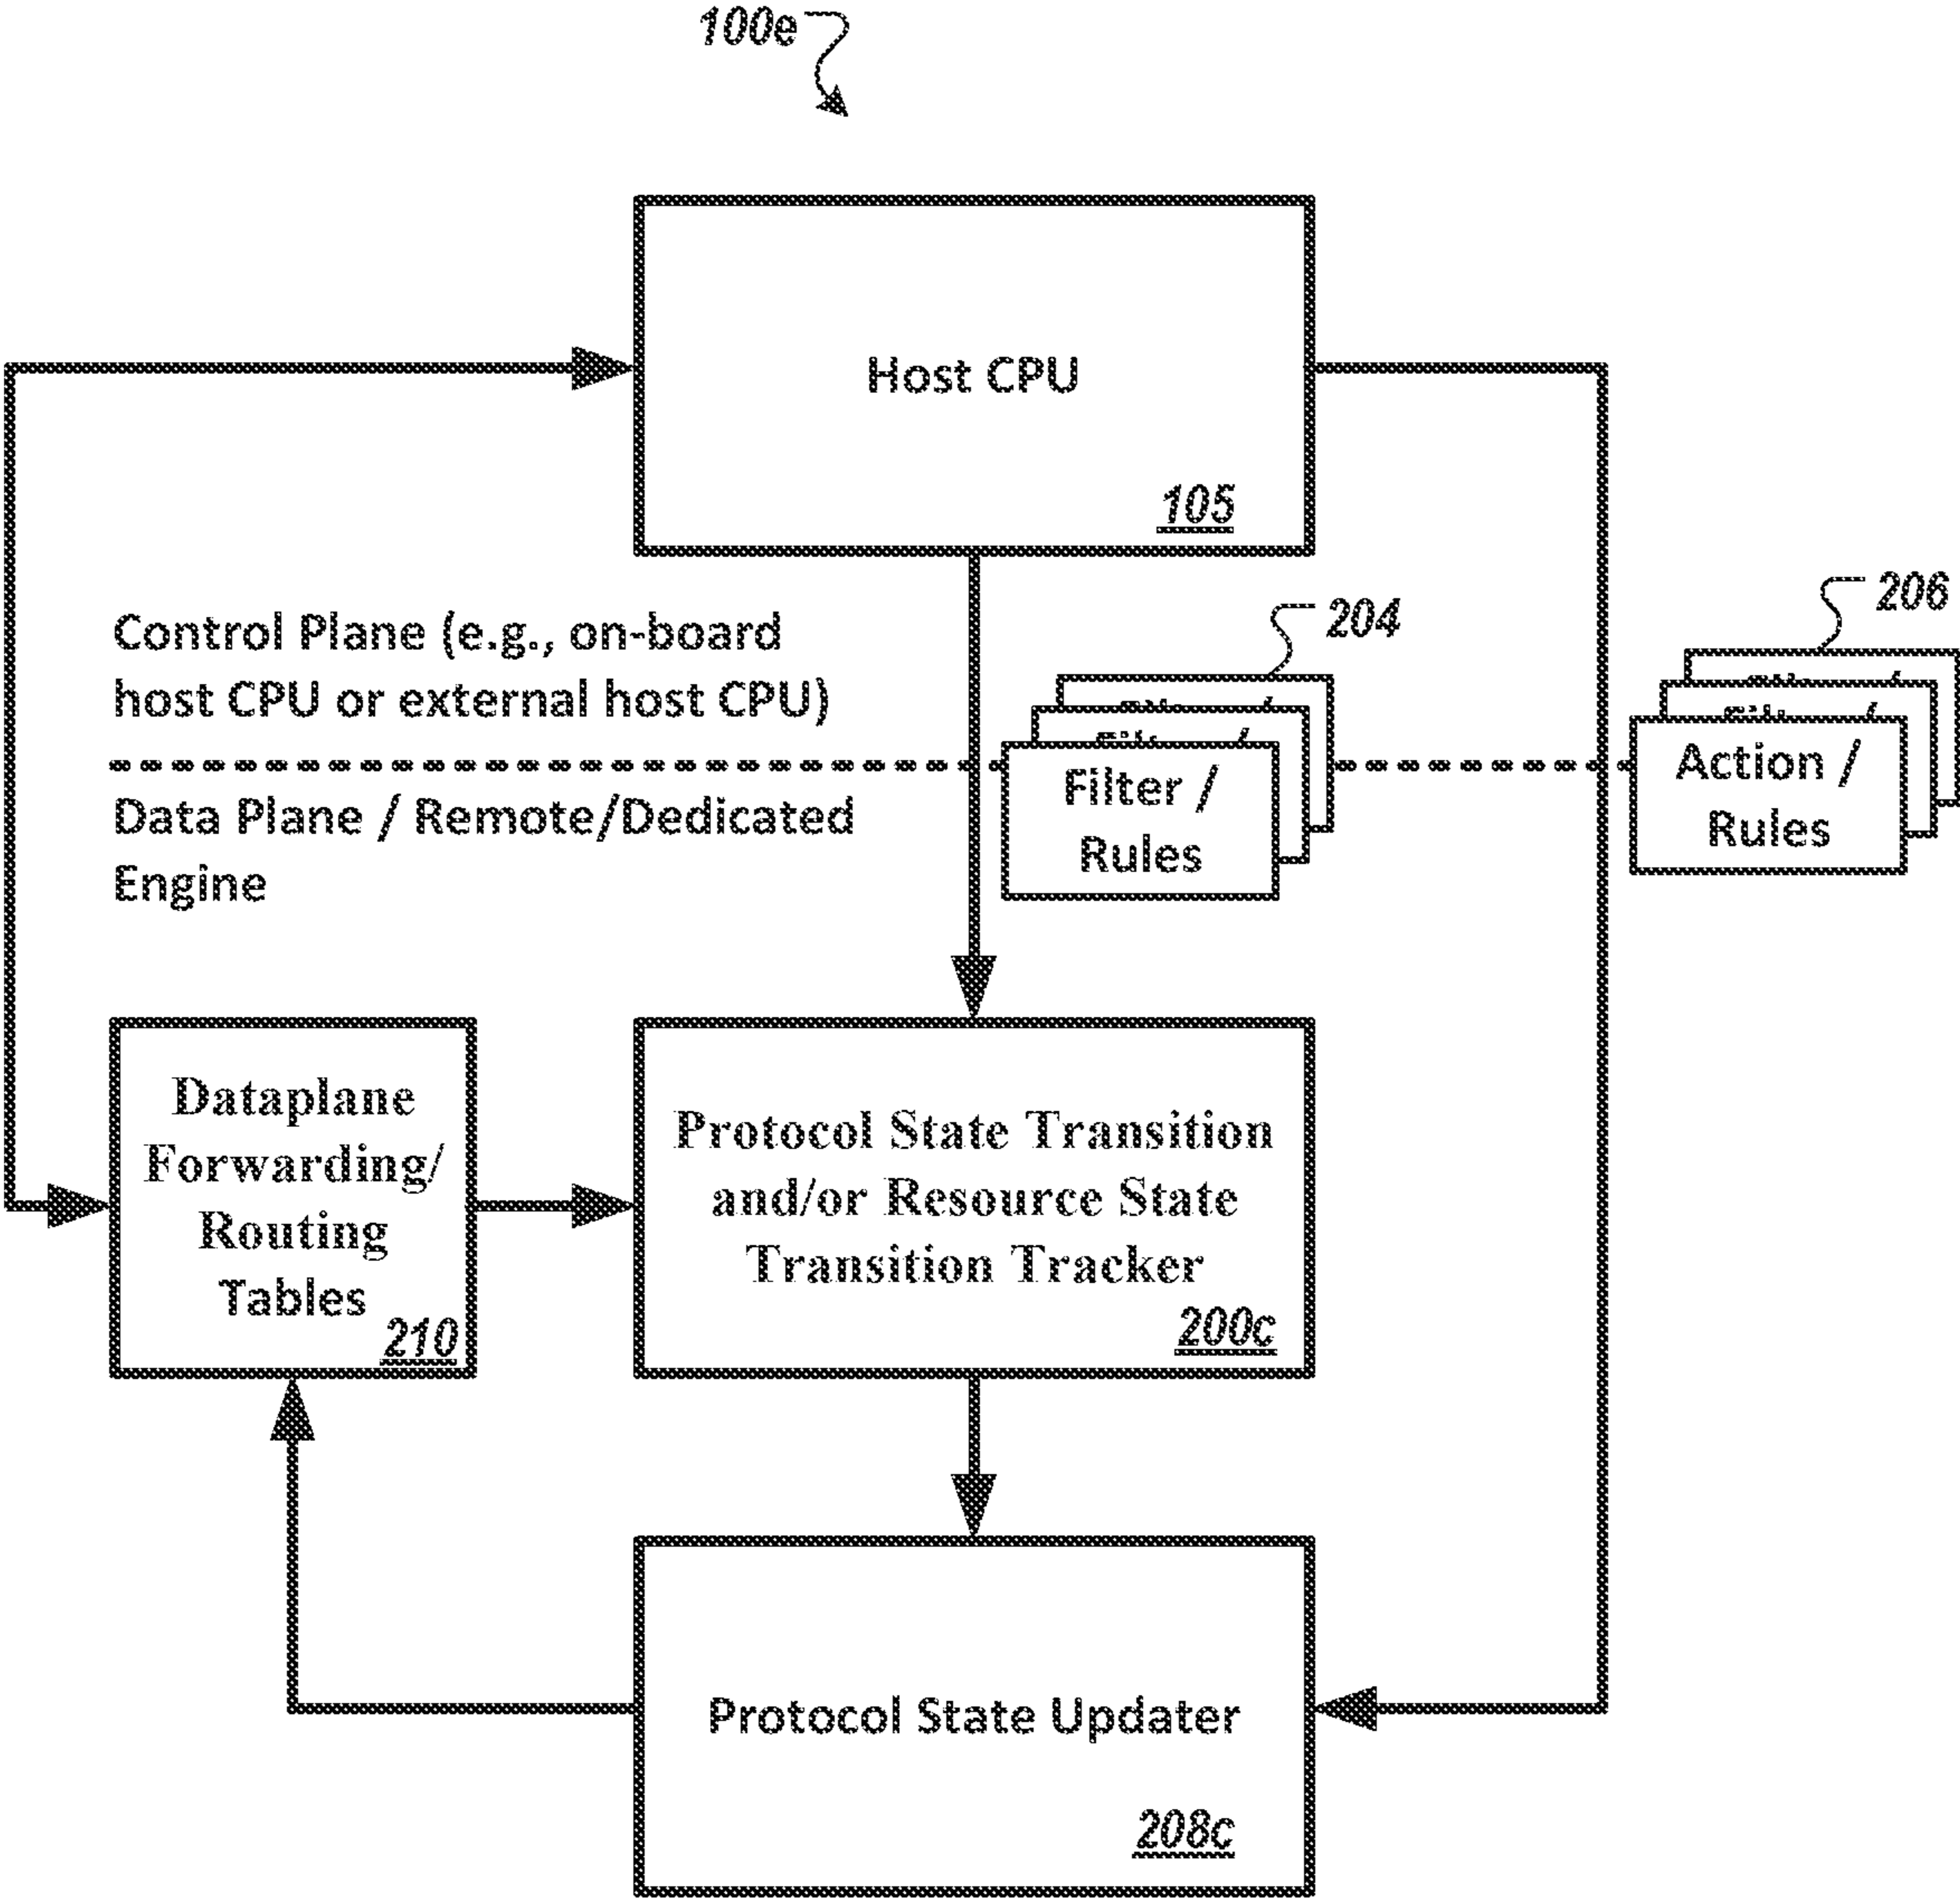 100e
Host CPU
105
Control Plane (e.g., on-board
host CPU or external host CPU)
204
206
Filter /
Rules
Action /
Rules
Data Plane / Remote/Dedicated
Engine
Dataplane
Forwarding/
Routing
Tables
210
Protocol State Transition
and/or Resource State
Transition Tracker
200c
Protocol State Updater
208c